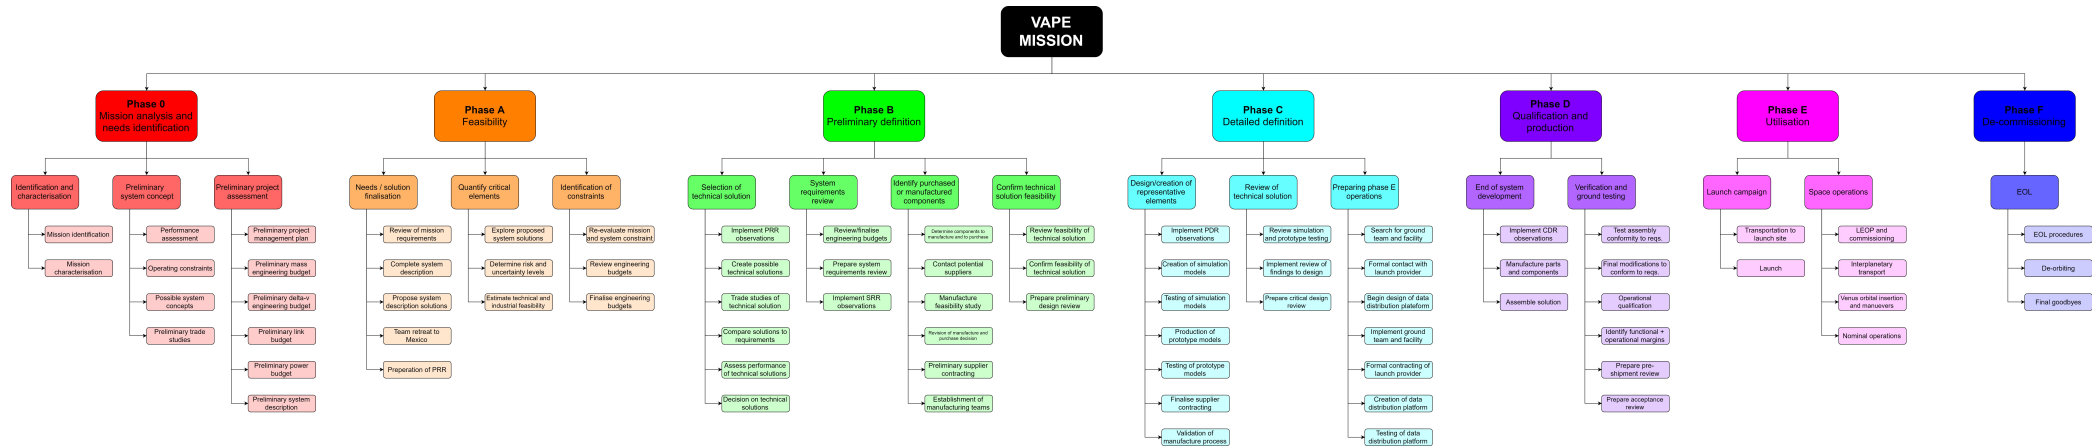 VAPE
MISSION
Phase 0
Mission analysis and
needs identification
Phase A
Feasibility
Phase B
Preliminary definition
Phase C
Detailed definition
Phase D
Qualification and
production
Phase E
Utilisation
Phase F
De-commissioning
Identification and
characterisation
Preliminary
system concept
Preliminary project
assessment
Needs / solution
finalisation
Quantify critical
elements
Identification of
constraints
Selection of
technical solution
System
requirements
review
Identify purchased
or manufactured
components
Confirm technical
solution feasibility
Design/creation of
representative
elements
Review of
technical solution
Preparing phase E
operations
End of system
development
Verification and
ground testing
Launch campaign
Space operations
EOL
Mission identification
Mission
characterisation
Performance
assessment
Operating constraints
Possible system
concepts
Preliminary trade
studies
Preliminary project
management plan
Preliminary mass
engineering budget
Preliminary delta-v
engineering budget
Preliminary link
budget
Preliminary power
budget
Preliminary system
description
Review of mission
requirements
Complete system
description
Propose system
description solutions
Team retreat to
Mexico
Preparation of PRR
Explore proposed
system solutions
Determine risk and
uncertainty levels
Estimate technical and
industrial feasibility
Re-evaluate mission
and system constraint
Review engineering
budgets
Finalise engineering
budgets
Implement PRR
observations
Create possible
technical solutions
Trade studies of
technical solution
Compare solutions to
requirements
Assess performance
of technical solutions
Decision on technical
solutions
Review/finalise
engineering budgets
Prepare system
requirements review
Implement SRR
observations
Determine components to
manufacture and to purchase
Contact potential
suppliers
Manufacture
feasibility study
Revision of manufacture and
purchase decision
Preliminary supplier
contracting
Establishment of
manufacturing teams
Review feasibility of
technical solution
Confirm feasibility of
technical solution
Prepare preliminary
design review
Implement PDR
observations
Creation of simulation
models
Testing of simulation
models
Production of
prototype models
Testing of prototype
models
Finalise supplier
contracting
Validation of
manufacture process
Review simulation
and prototype testing
Implement review of
findings to design
Prepare critical design
review
Search for ground
team and facility
Formal contact with
launch provider
Begin design of data
distribution platform
Implement ground
team and facility
Formal contracting of
launch provider
Creation of data
distribution platform
Testing of data
distribution platform
Implement CDR
observations
Manufacture parts
and components
Assemble solution
Test assembly
conformity to reqs.
Final modifications to
conform to reqs.
Operational
qualification
Identify functional +
operational margins
Prepare pre-
shipment review
Prepare acceptance
review
Transportation to
launch site
Launch
LEOP and
commissioning
Interplanetary
transport
Venus orbital insertion
and manuevers
Nominal operations
EOL procedures
De-orbiting
Final goodbyes